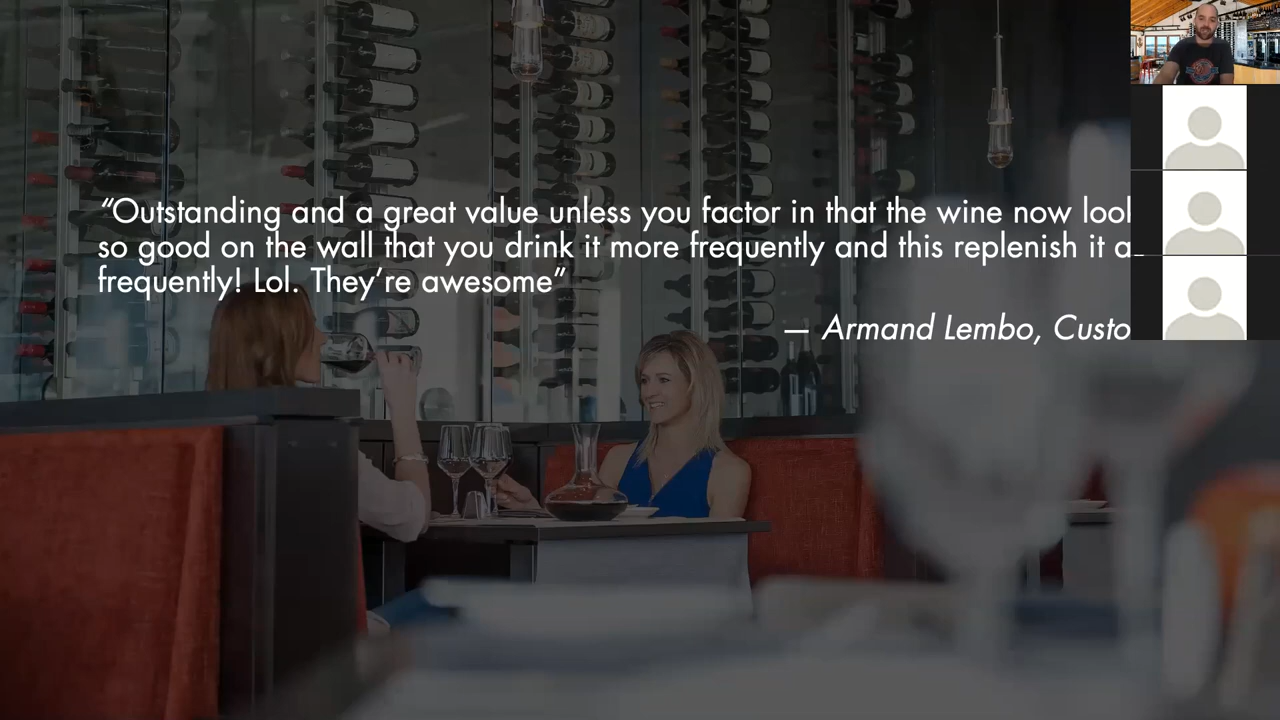 “Outstanding and a great value unless you factor in that the wine now look
so good on the wall that you drink it more frequently and this replenish it a
frequently! Lol. They’re awesome”
— Armand Lembo, Custo